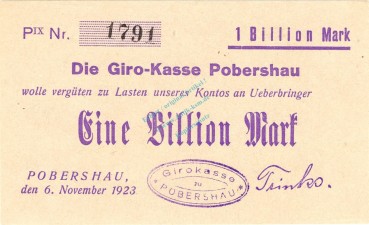 PIX Nr. 1791
1 Billion Mark
Die Giro-Kasse Pobershau
wolle vergüten zu Lasten unseres Kontos an Ueberbringer
Eine Billion Mark
POBERSHAU,
den 6. November 1923
Girokasse
zu
POBERSHAU
Trinks.